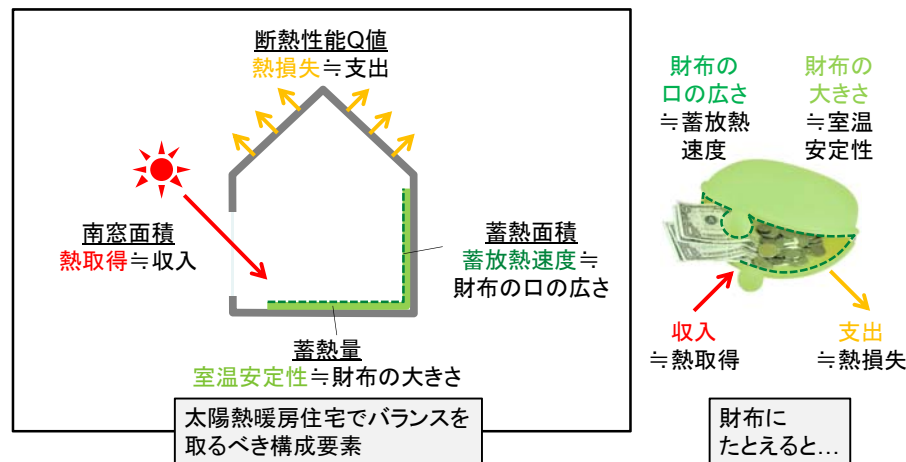 断熱性能Q値
熱損失≒支出
南窓面積
熱取得≒収入
蓄熱面積
蓄放熱速度≒
財布の口の広さ
蓄熱量
室温安定性≒財布の大きさ
太陽熱暖房住宅でバランスを
取るべき構成要素
財布の
口の広さ
≒蓄放熱
速度
財布の
大きさ
≒室温
安定性
収入
≒熱取得
支出
≒熱損失
財布に
たとえると…